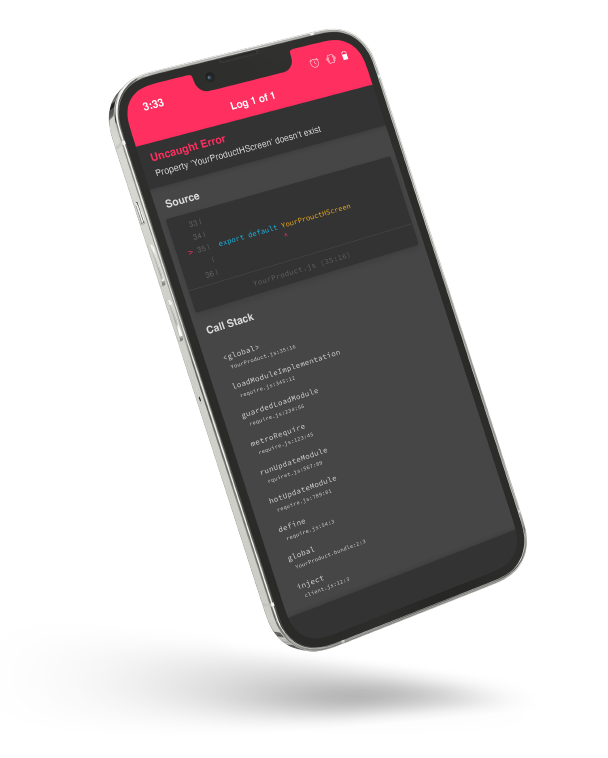 3:33
Log 1 of 1
Uncaught Error
Property 'YourProductHScreen' doesn't exist
Source
33|
34|
> 35| export default YourProuctHScreen
| ^
36|
YourProduct.js (35:16)
Call Stack
<global>
YourProduct.js:35:16
loadModuleImplementation
require.js:343:12
guardedLoadModule
require.js:234:56
metroRequire
require.js:123:45
runUpdateModule
rquire.js:567:89
hotUpdateModule
require.js:789:01
define
require.js:54:3
global
YourProduct.bundle:2:3
inject
client.js:12:3